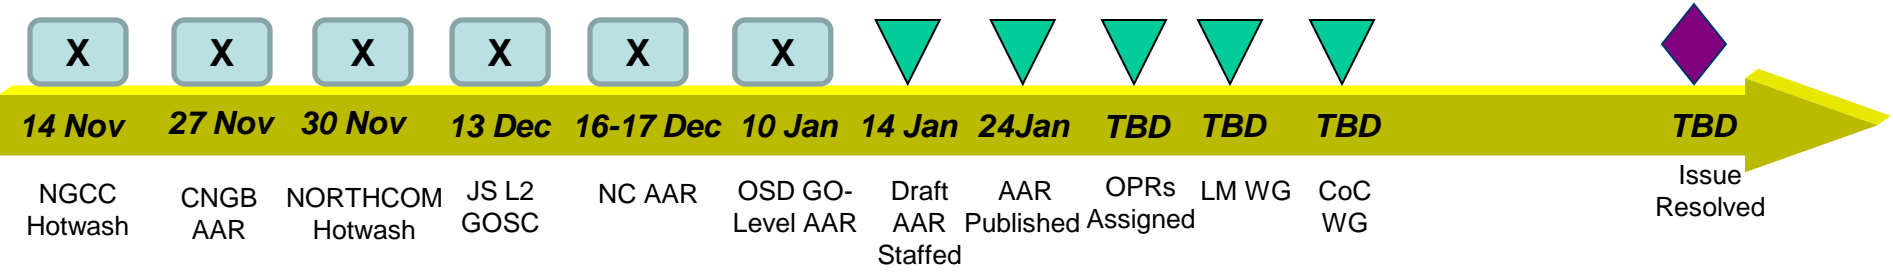 X X X X X X
14 Nov 27 Nov 30 Nov 13 Dec 16-17 Dec 10 Jan 14 Jan 24Jan TBD TBD TBD TBD
NGCC
Hotwash
CNGB
AAR
NORTHCOM
Hotwash
JS L2
GOSC
NC AAR
OSD GO-
Level AAR
Draft
AAR
Staffed
AAR
Published
OPRs
Assigned
LM WG
CoC
WG
Issue
Resolved